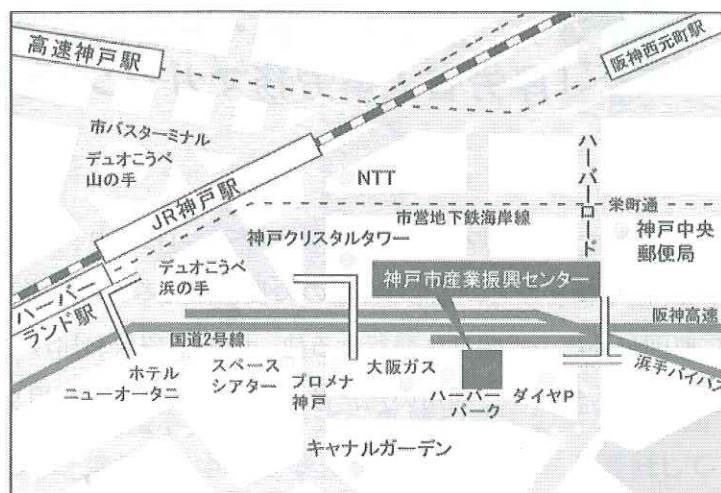 高速神戸駅
阪神西元町駅
市バスターミナル
デュオこうべ
山の手
JR神戸駅
NTT
ハーバーロード
市営地下鉄海岸線
栄町通
神戸クリスタルタワー
神戸中央
郵便局
ハーバー
ランド駅
デュオこうべ
浜の手
神戸市産業振興センター
阪神高速
国道2号線
ホテル
ニューオータニ
スペース
シアター
プロメナ
神戸
大阪ガス
ハーバー
パーク
ダイヤP
浜手バイパス
キャナルガーデン